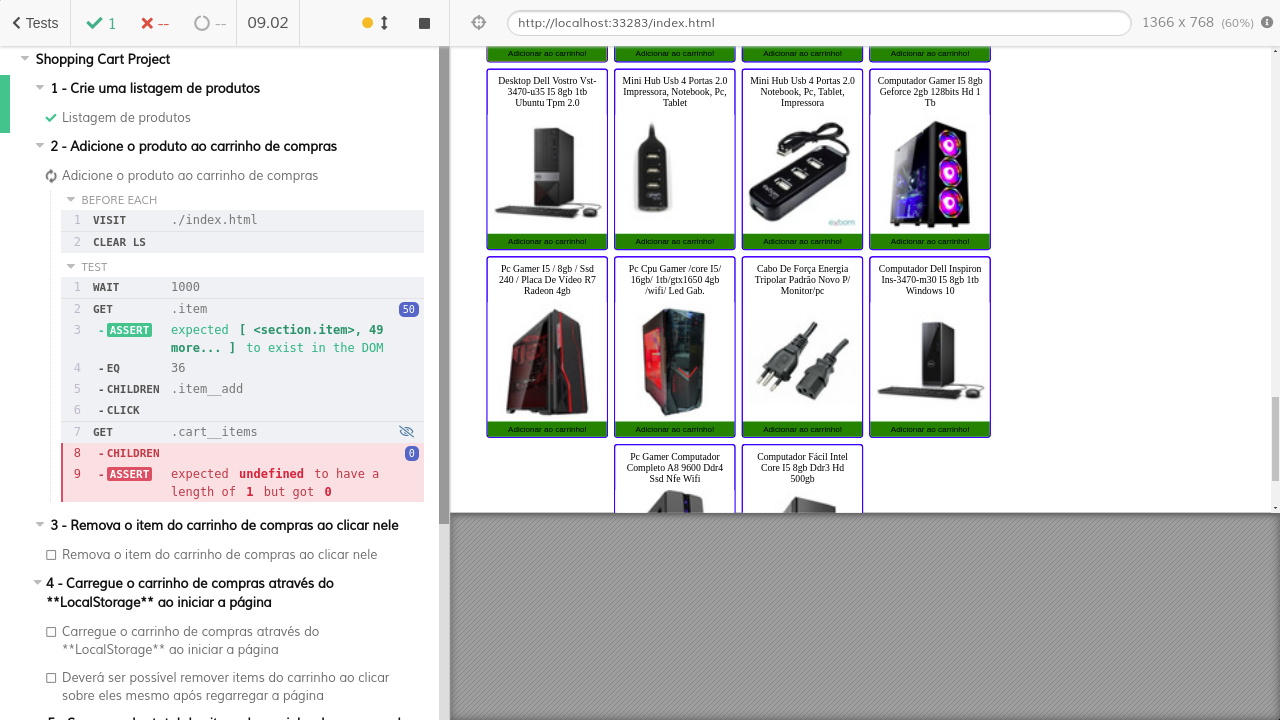 Tests
1
--
--
09.02
http://localhost:33283/index.html
1366 x 768 (60%)
Shopping Cart Project
1 - Crie uma listagem de produtos
Listagem de produtos
2 - Adicione o produto ao carrinho de compras
Adicione o produto ao carrinho de compras
BEFORE EACH
1 VISIT ./index.html
2 CLEAR LS
TEST
1 WAIT 1000
2 GET .item 50
3 - ASSERT expected [ <section.item>, 49
more... ] to exist in the DOM
4 - EQ 36
5 - CHILDREN .item__add
6 - CLICK
7 GET .cart__items
8 - CHILDREN 0
9 - ASSERT expected undefined to have a
length of 1 but got 0
3 - Remova o item do carrinho de compras ao clicar nele
Remova o item do carrinho de compras ao clicar nele
4 - Carregue o carrinho de compras através do
**LocalStorage** ao iniciar a página
Carregue o carrinho de compras através do
**LocalStorage** ao iniciar a página
Deverá ser possível remover items do carrinho ao clicar
sobre eles mesmo após regarregar a página
Adicionar ao carrinho!
Adicionar ao carrinho!
Adicionar ao carrinho!
Adicionar ao carrinho!
Desktop Dell Vostro Vst-
3470-u35 I5 8gb 1tb
Ubuntu Tpm 2.0
Adicionar ao carrinho!
Mini Hub Usb 4 Portas 2.0
Impressora, Notebook, Pc,
Tablet
Adicionar ao carrinho!
Mini Hub Usb 4 Portas 2.0
Notebook, Pc, Tablet,
Impressora
exbom
Adicionar ao carrinho!
Computador Gamer I5 8gb
Geforce 2gb 128bits Hd 1
Tb
Adicionar ao carrinho!
Pc Gamer I5 / 8gb / Ssd
240 / Placa De Vídeo R7
Radeon 4gb
Adicionar ao carrinho!
Pc Cpu Gamer /core I5/
16gb/ 1tb/gtx1650 4gb
/wifi/ Led Gab.
Adicionar ao carrinho!
Cabo De Força Energia
Tripolar Padrão Novo P/
Monitor/pc
Adicionar ao carrinho!
Computador Dell Inspiron
Ins-3470-m30 I5 8gb 1tb
Windows 10
Adicionar ao carrinho!
Pc Gamer Computador
Completo A8 9600 Ddr4
Ssd Nfe Wifi
Computador Fácil Intel
Core I5 8gb Ddr3 Hd
500gb